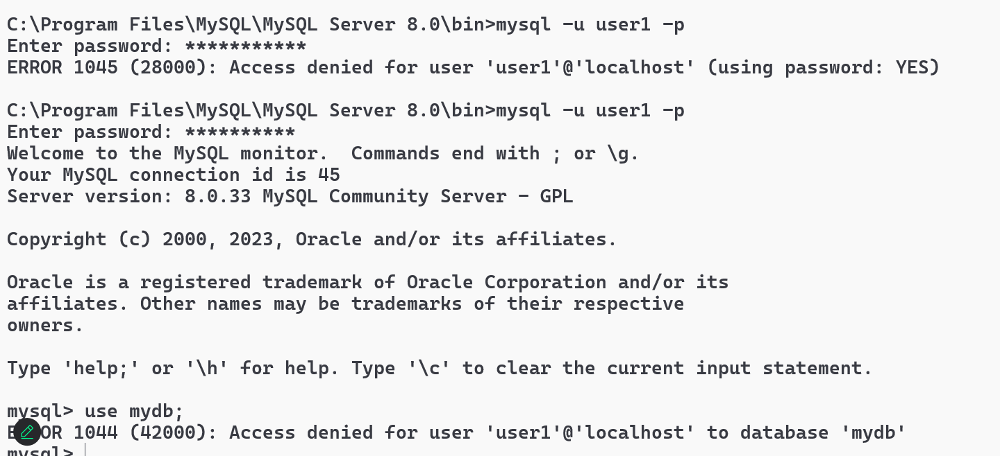 C:\Program Files\MySQL\MySQL Server 8.0\bin>mysql -u user1 -p
Enter password: ***********
ERROR 1045 (28000): Access denied for user 'user1'@'localhost' (using password: YES)
C:\Program Files\MySQL\MySQL Server 8.0\bin>mysql -u user1 -p
Enter password: **********
Welcome to the MySQL monitor.  Commands end with ; or \g.
Your MySQL connection id is 45
Server version: 8.0.33 MySQL Community Server - GPL
Copyright (c) 2000, 2023, Oracle and/or its affiliates.
Oracle is a registered trademark of Oracle Corporation and/or its
affiliates. Other names may be trademarks of their respective
owners.
Type 'help;' or '\h' for help. Type '\c' to clear the current input statement.
mysql> use mydb;
ERROR 1044 (42000): Access denied for user 'user1'@'localhost' to database 'mydb'
mysql>